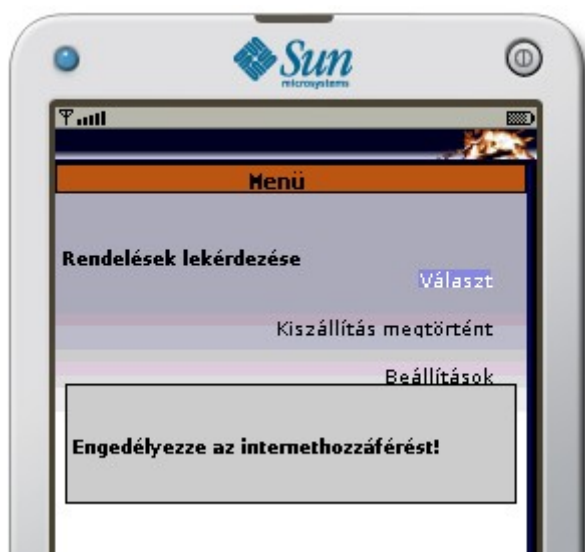 Sun
microsystems
Menü
Rendelések lekérdezése
Választ
Kiszállítás megtörtént
Beállítások
Engedélyezze az internethozzáférést!